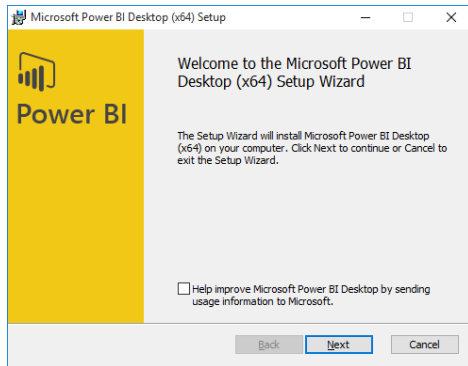 Microsoft Power BI Desktop (x64) Setup
Power BI
Welcome to the Microsoft Power BI
Desktop (x64) Setup Wizard
The Setup Wizard will install Microsoft Power BI Desktop
(x64) on your computer. Click Next to continue or Cancel to
exit the Setup Wizard.
Help improve Microsoft Power BI Desktop by sending
usage information to Microsoft.
Back
Next
Cancel